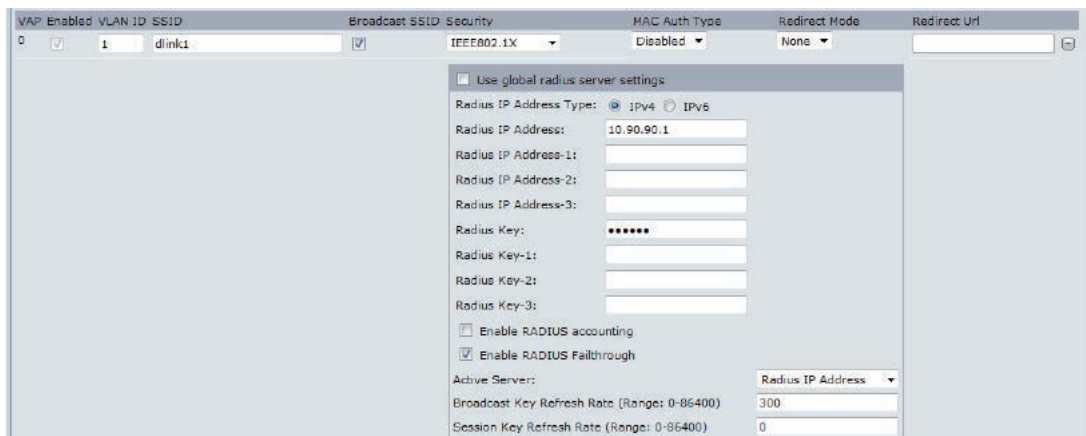 VAP Enabled VLAN ID SSID Broadcast SSID Security MAC Auth Type Redirect Mode Redirect Url
0 1 dlink1 IEEE802.1X Disabled None
Use global radius server settings
Radius IP Address Type: IPv4 IPv6
Radius IP Address: 10.90.90.1
Radius IP Address-1:
Radius IP Address-2:
Radius IP Address-3:
Radius Key: ••••••
Radius Key-1:
Radius Key-2:
Radius Key-3:
Enable RADIUS accounting
Enable RADIUS Failthrough
Active Server: Radius IP Address
Broadcast Key Refresh Rate (Range: 0-86400) 300
Session Key Refresh Rate (Range: 0-86400) 0